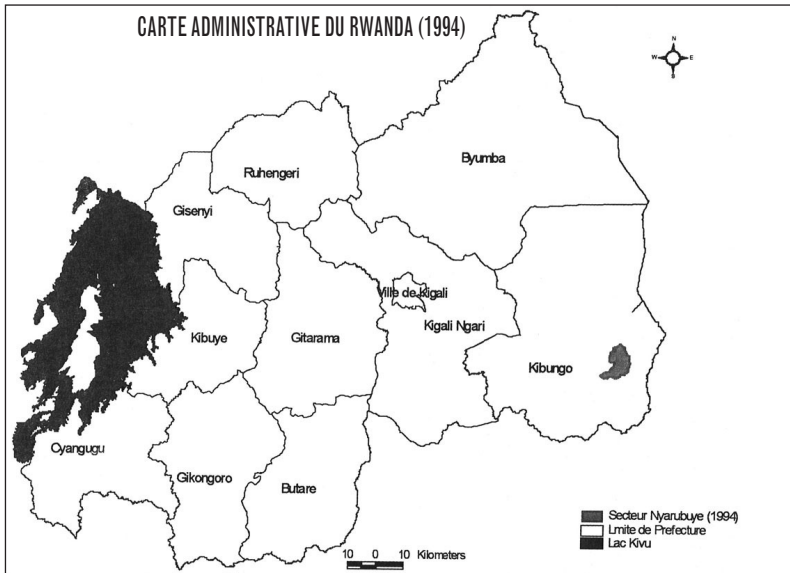 CARTE ADMINISTRATIVE DU RWANDA (1994)
N
W E
S
Byumba
Ruhengeri
Gisenyi
Ville de Kigali
Kigali Ngari
Kibuye
Gitarama
Kibungo
Cyangugu
Gikongoro
Butare
Secteur Nyarubuye (1994)
Lmite de Prefecture
Lac Kivu
10 0 10 Kilometers